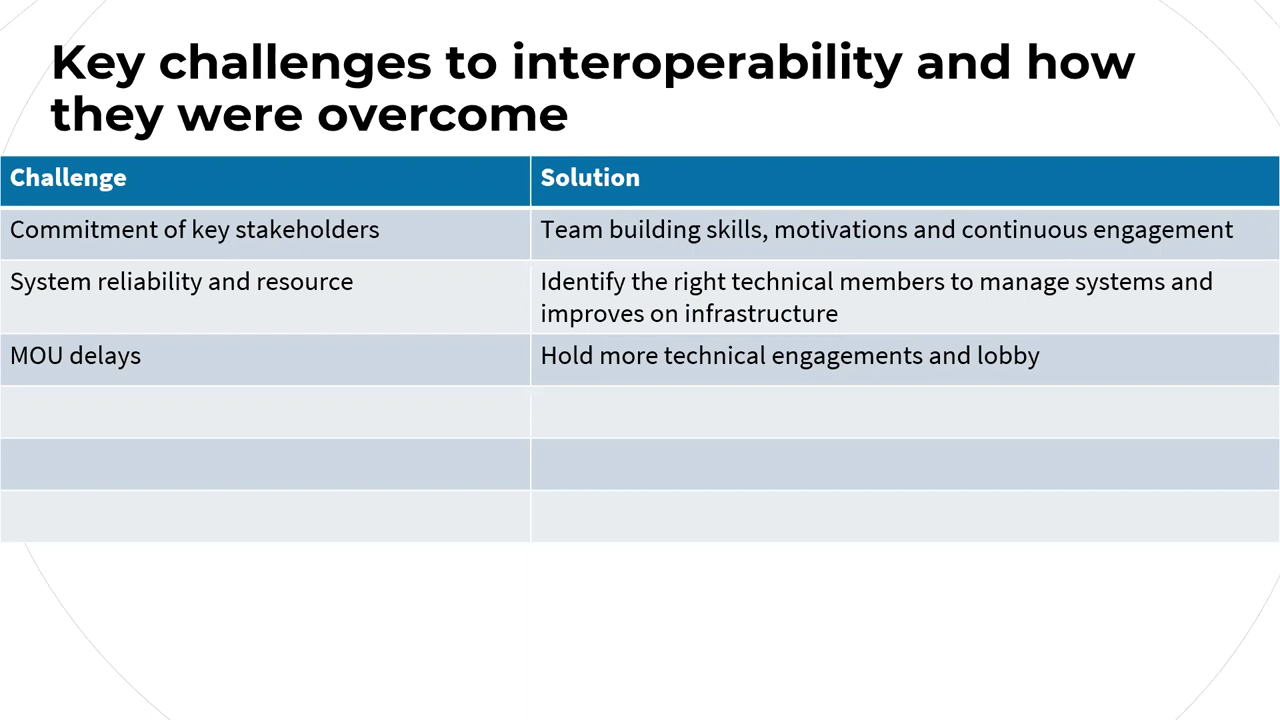 Key challenges to interoperability and how
they were overcome
Challenge
Solution
Commitment of key stakeholders
Team building skills, motivations and continuous engagement
System reliability and resource
Identify the right technical members to manage systems and
improves on infrastructure
MOU delays
Hold more technical engagements and lobby